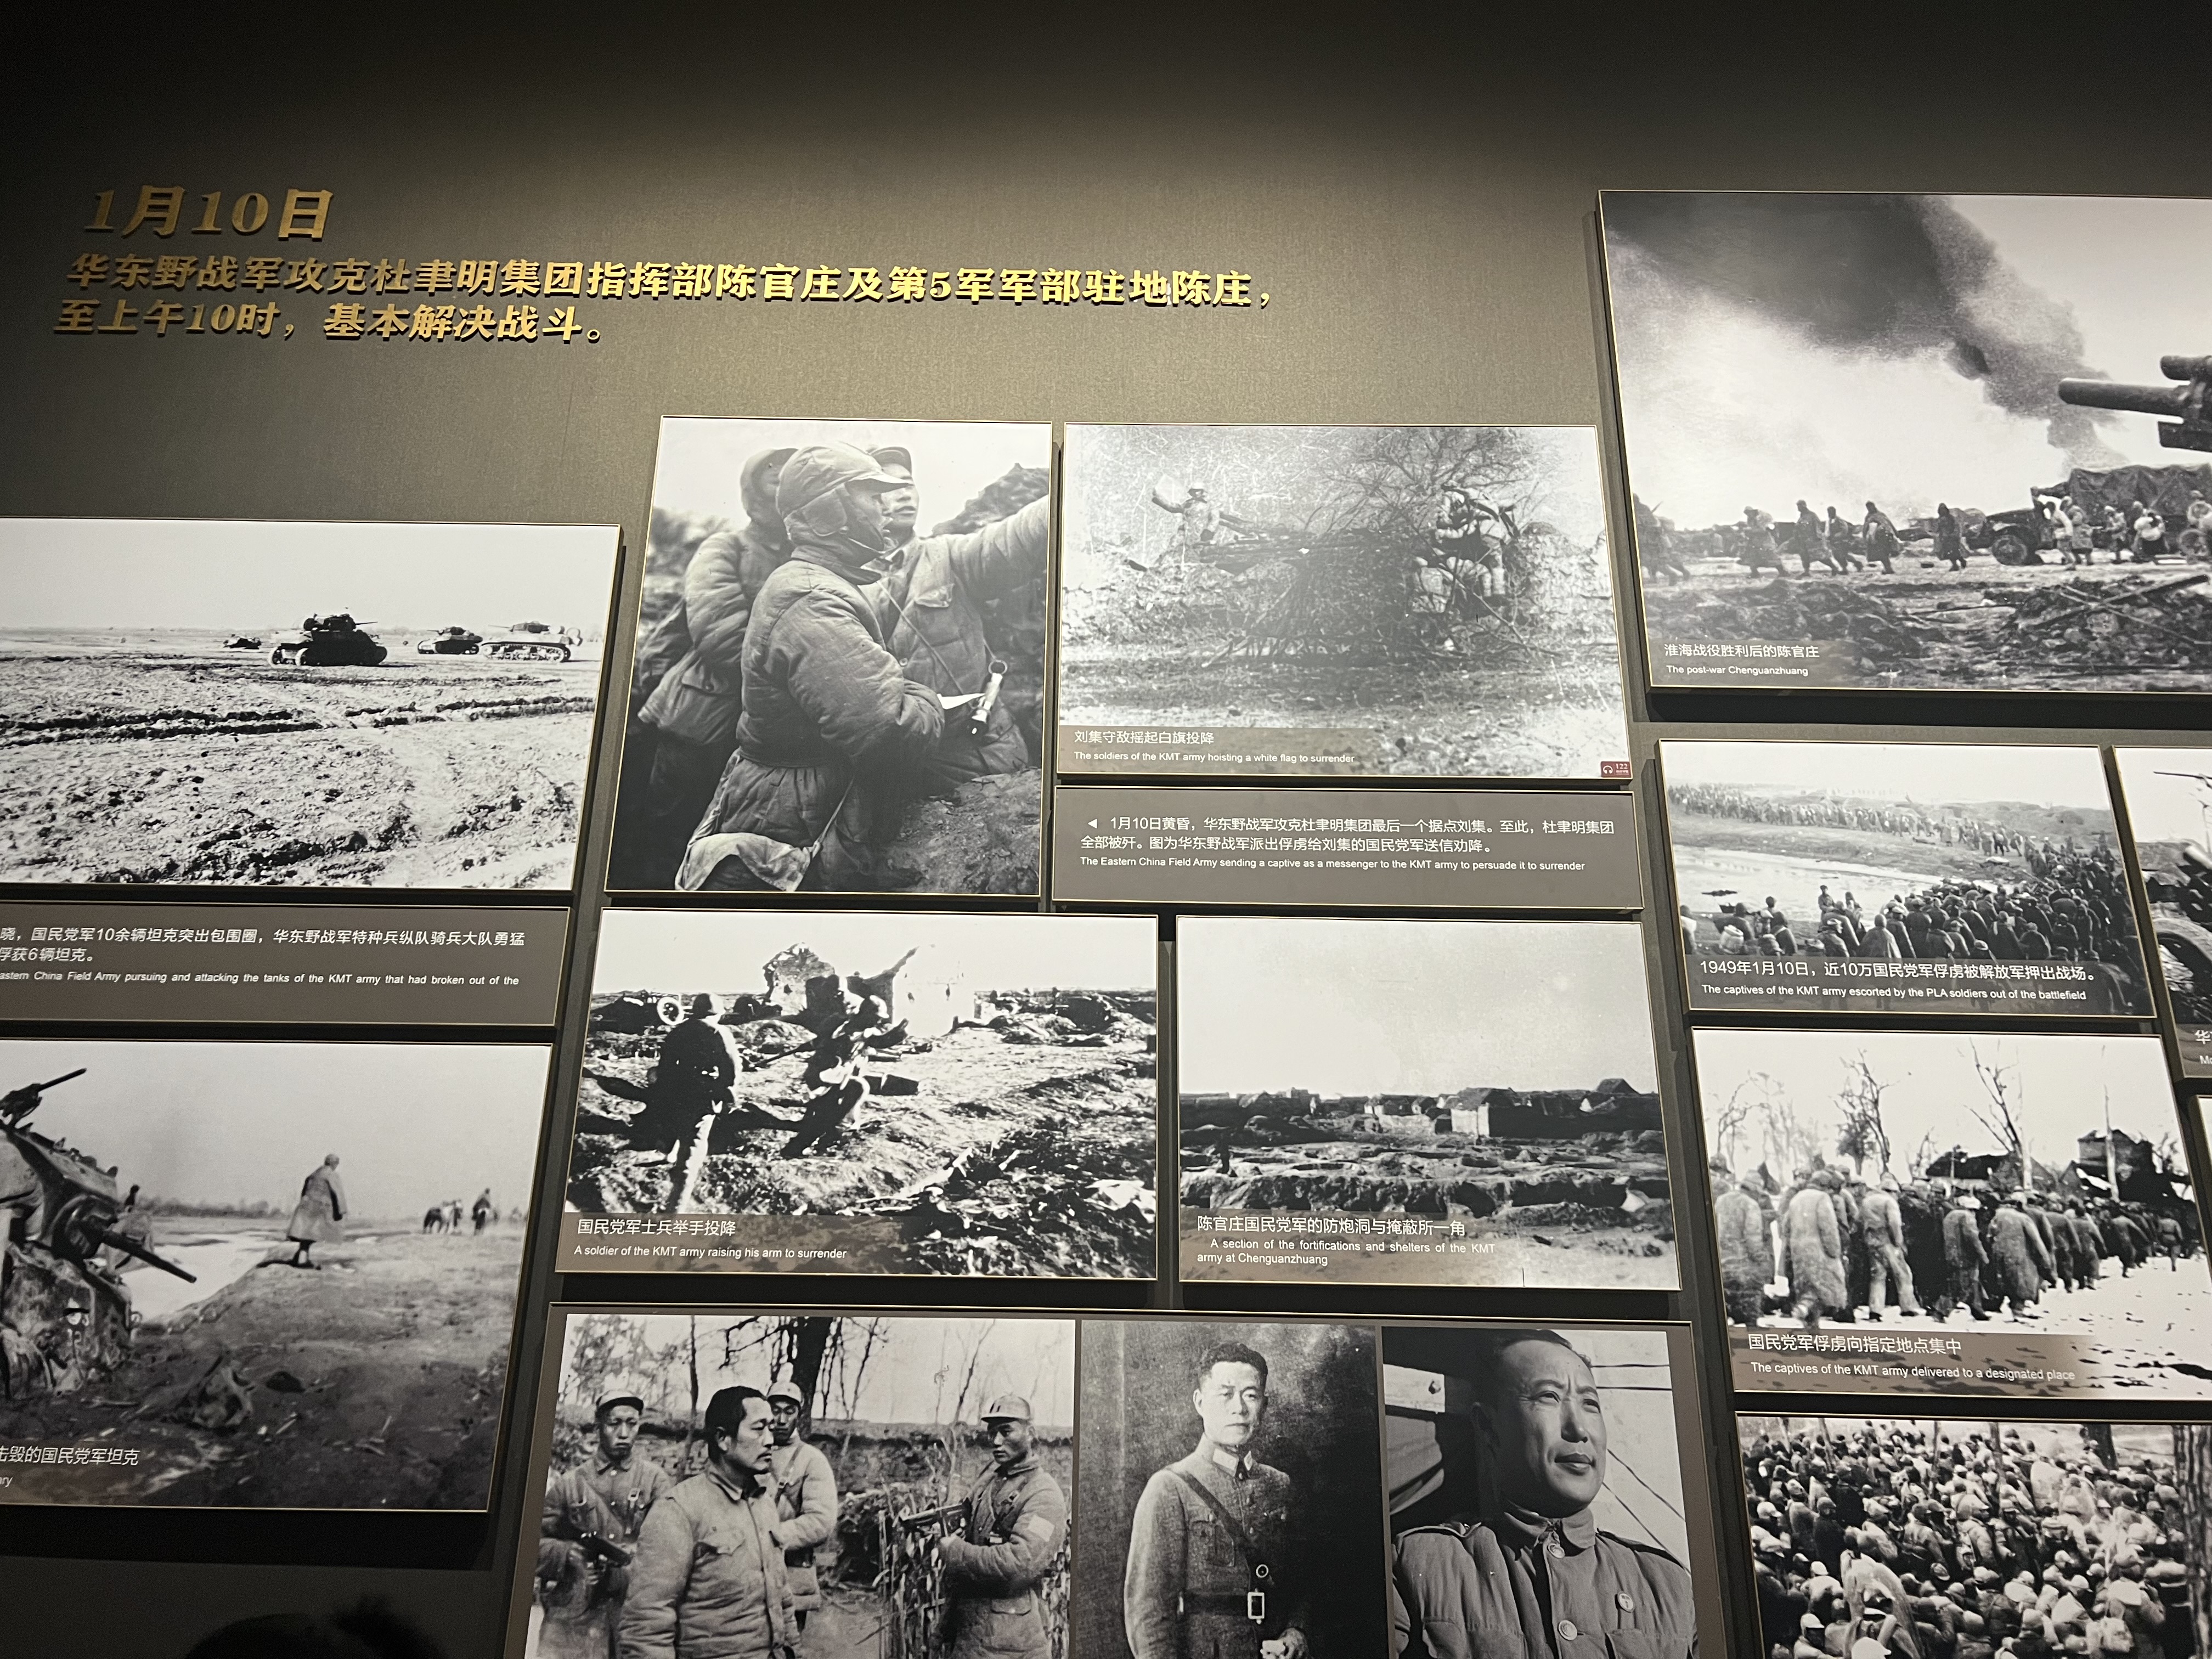 1月10日
华东野战军攻克杜聿明集团指挥部陈官庄及第5军军部驻地陈庄，
至上午10时，基本解决战斗。
淮海战役胜利后的陈官庄
The post-war Chenguanzhuang
刘集守敌摇起白旗投降
The soldiers of the KMT army hoisting a white flag to surrender
122
◄ 1月10日黄昏，华东野战军攻克杜聿明集团最后一个据点刘集。至此，杜聿明集团
全部被歼。图为华东野战军派出俘虏给刘集的国民党军送信劝降。
The Eastern China Field Army sending a captive as a messenger to the KMT army to persuade it to surrender
晓，国民党军10余辆坦克突出包围圈，华东野战军特种兵纵队骑兵大队勇猛
俘获6辆坦克。
astern China Field Army pursuing and attacking the tanks of the KMT army that had broken out of the
1949年1月10日，近10万国民党军俘虏被解放军押出战场。
The captives of the KMT army escorted by the PLA soldiers out of the battlefield
华
国民党军士兵举手投降
A soldier of the KMT army raising his arm to surrender
陈官庄国民党军的防炮洞与掩蔽所一角
A section of the fortifications and shelters of the KMT
army at Chenguanzhuang
国民党军俘虏向指定地点集中
The captives of the KMT army delivered to a designated place
击毁的国民党军坦克
ry